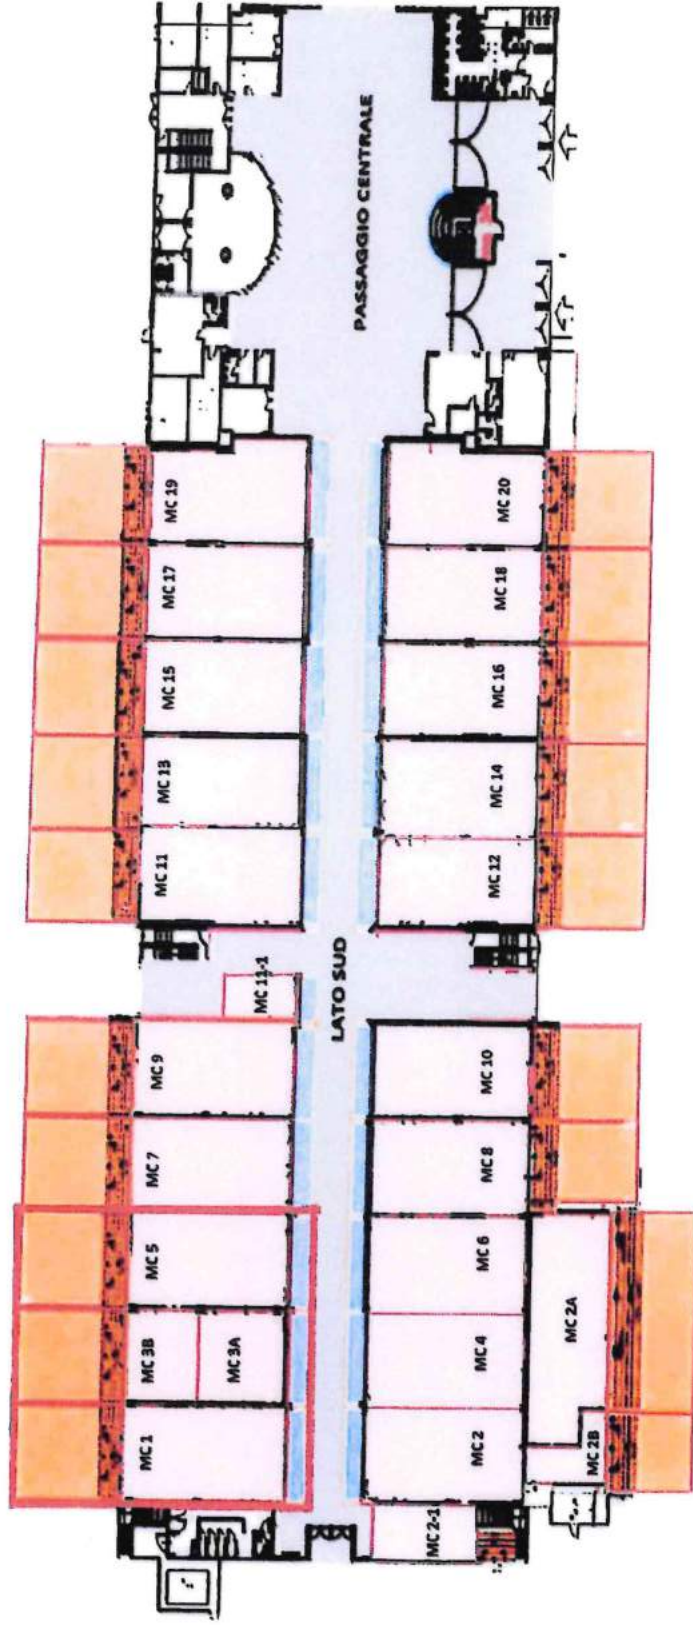 PASSAGGIO CENTRALE
MC 19
MC 20
MC 17
MC 18
MC 15
MC 16
MC 13
MC 14
MC 11
MC 12
LATO SUD
MC 11-1
MC 9
MC 10
MC 7
MC 8
MC 5
MC 6
MC 3B
MC 3A
MC 4
MC 2A
MC 1
MC 2
MC 2B
MC 2-1